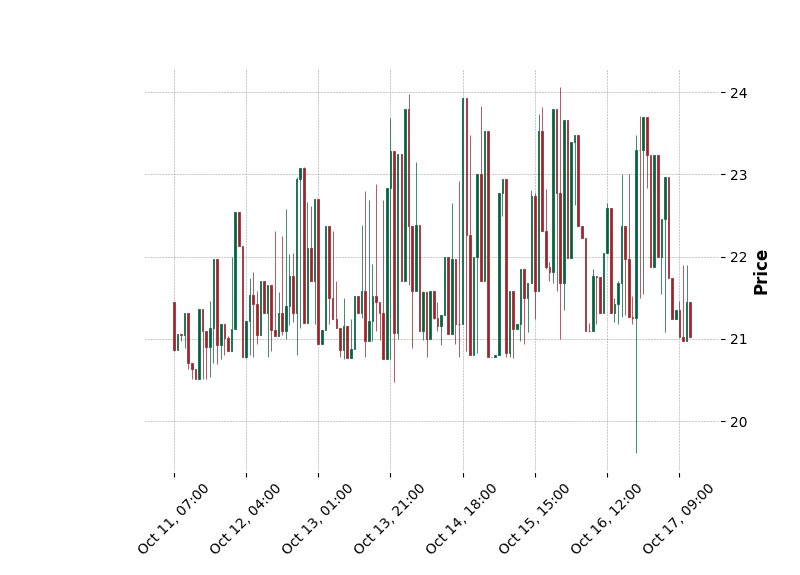 24
23
22
21
20
Price
Oct 11, 07:00
Oct 12, 04:00
Oct 13, 01:00
Oct 13, 21:00
Oct 14, 18:00
Oct 15, 15:00
Oct 16, 12:00
Oct 17, 09:00